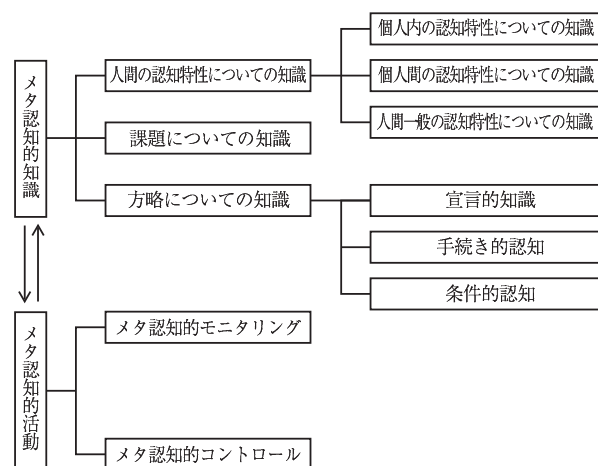 メタ認知的知識
人間の認知特性についての知識
個人内の認知特性についての知識
個人間の認知特性についての知識
人間一般の認知特性についての知識
課題についての知識
方略についての知識
宣言的知識
手続き的認知
条件的認知
メタ認知的活動
メタ認知的モニタリング
メタ認知的コントロール